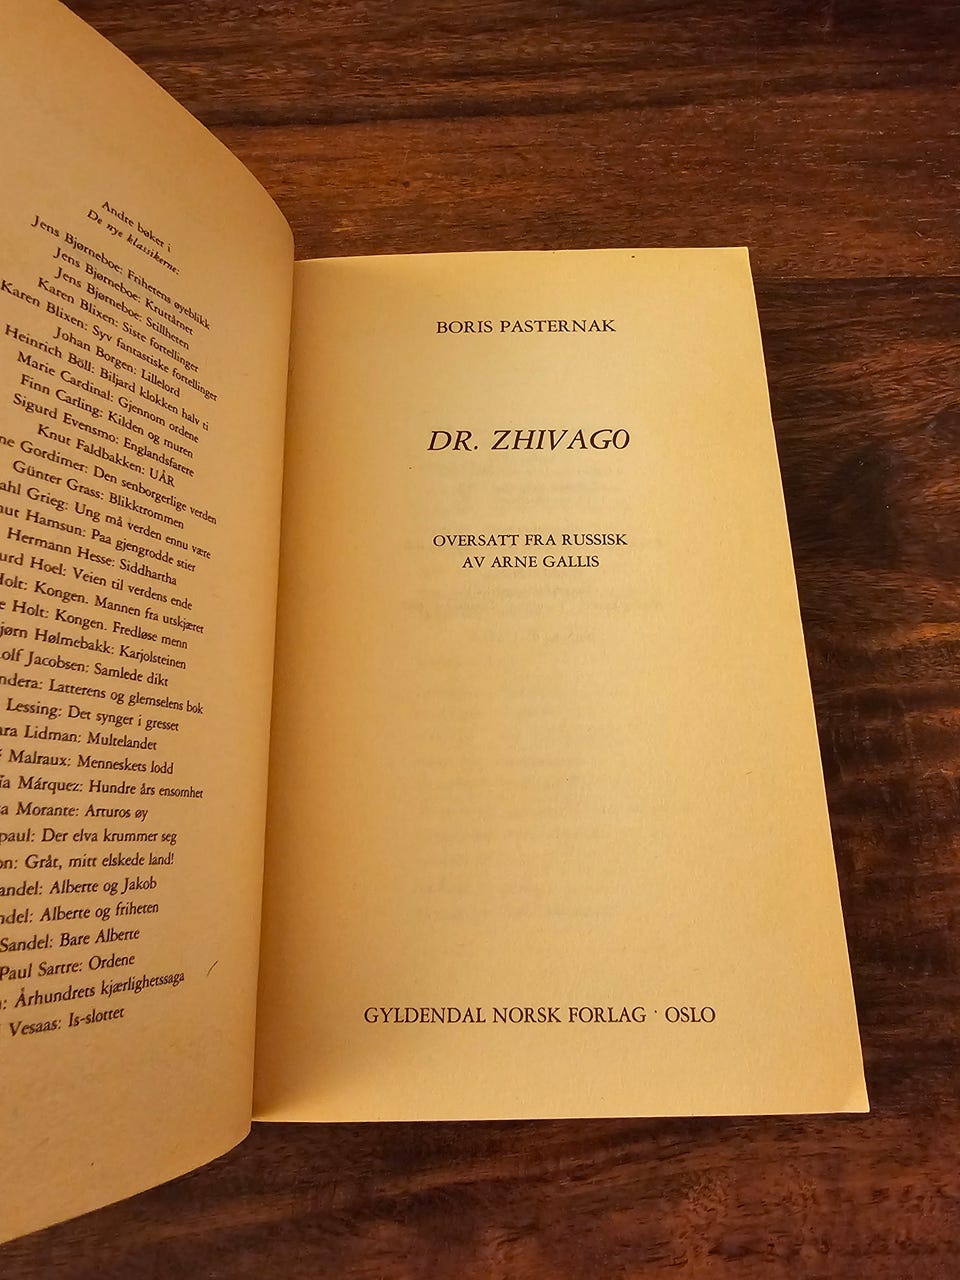 Andre bøker i
De nye klassikerne:
Jens Bjørneboe: Frihetens øyeblikk
Jens Bjørneboe: Kruttårnet
Jens Bjørneboe: Stillheten
Karen Blixen: Siste fortellinger
Karen Blixen: Syv fantastiske fortellinger
Johan Borgen: Lillelord
Heinrich Böll: Biljard klokken halv ti
Marie Cardinal: Gjennom ordene
Finn Carling: Kilden og muren
Sigurd Evensmo: Englandsfarere
Knut Faldbakken: UÅR
Gordimer: Den senborgerlige verden
Günter Grass: Blikktrommen
Grieg: Ung må verden ennu være
Hamsun: Paa gjengrodde stier
Hermann Hesse: Siddhartha
Hoel: Veien til verdens ende
Holt: Kongen. Mannen fra utskjæret
Holt: Kongen. Fredløse menn
Hølmebakk: Karjolsteinen
Jacobsen: Samlede dikt
Latterens og glemselens bok
Lessing: Det synger i gresset
Lidman: Multelandet
Malraux: Menneskets lodd
Márquez: Hundre års ensomhet
Morante: Arturos øy
Der elva krummer seg
Gråt, mitt elskede land!
Alberte og Jakob
Alberte og friheten
Sandel: Bare Alberte
Paul Sartre: Ordene
Århundrets kjærlighetssaga
Vesaas: Is-slottet
BORIS PASTERNAK
DR. ZHIVAGO
OVERSATT FRA RUSSISK
AV ARNE GALLIS
GYLDENDAL NORSK FORLAG · OSLO